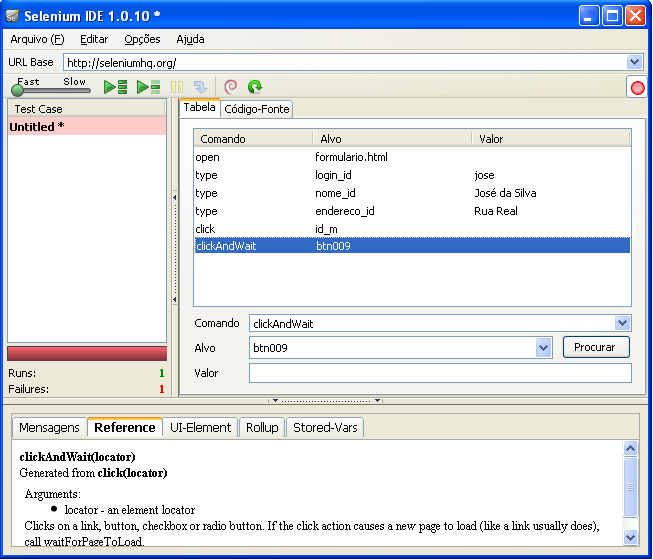 Selenium IDE 1.0.10 *
Arquivo (F) Editar Opções Ajuda
URL Base http://seleniumhq.org/
Fast Slow
Test Case
Untitled *
Runs: 1
Failures: 1
Tabela Código-Fonte
Comando Alvo Valor
open formulario.html
type login_id jose
type nome_id José da Silva
type endereco_id Rua Real
click id_m
clickAndWait btn009
Comando clickAndWait
Alvo btn009 Procurar
Valor
Mensagens Reference UI-Element Rollup Stored-Vars
clickAndWait(locator)
Generated from click(locator)
Arguments:
locator - an element locator
Clicks on a link, button, checkbox or radio button. If the click action causes a new page to load (like a link usually does),
call waitForPageToLoad.